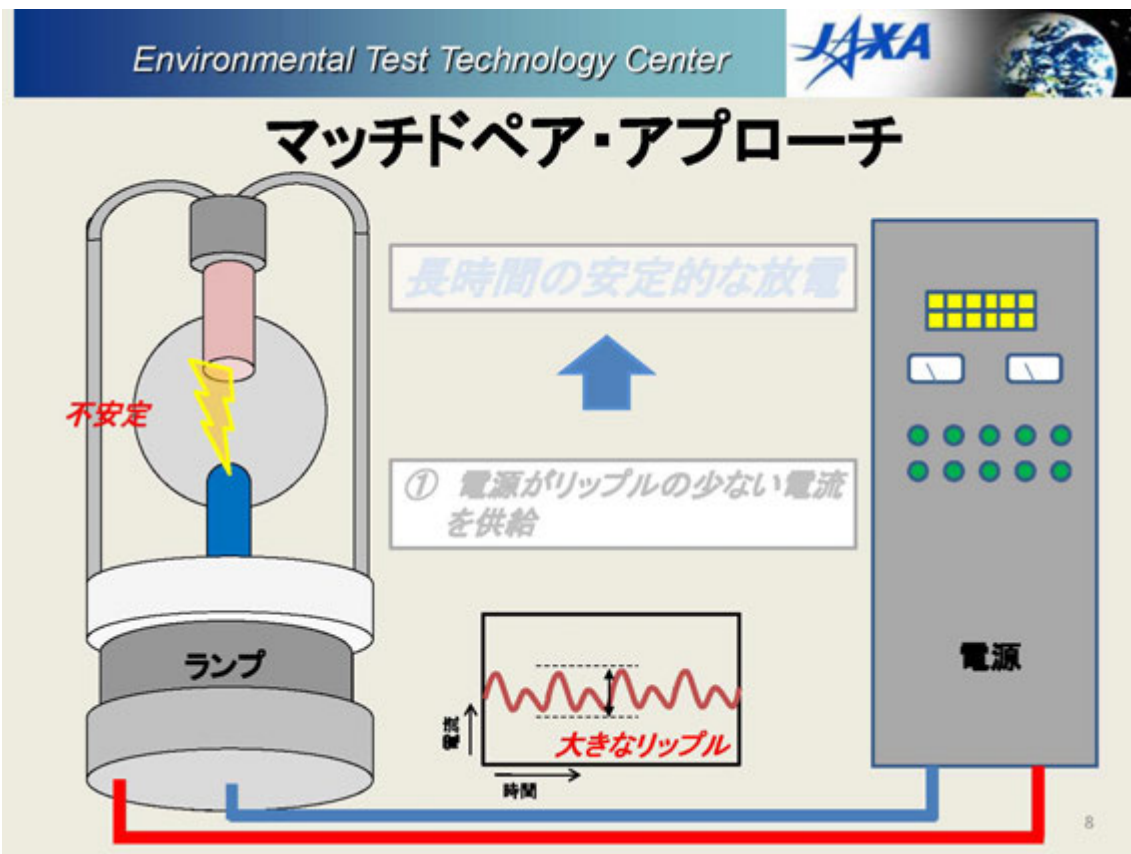 Environmental Test Technology Center
JAXA
マッチドペア・アプローチ
長時間の安定的な放電
不安定
① 電源がリップルの少ない電流
を供給
ランプ
電源
電流
大きなリップル
時間
8